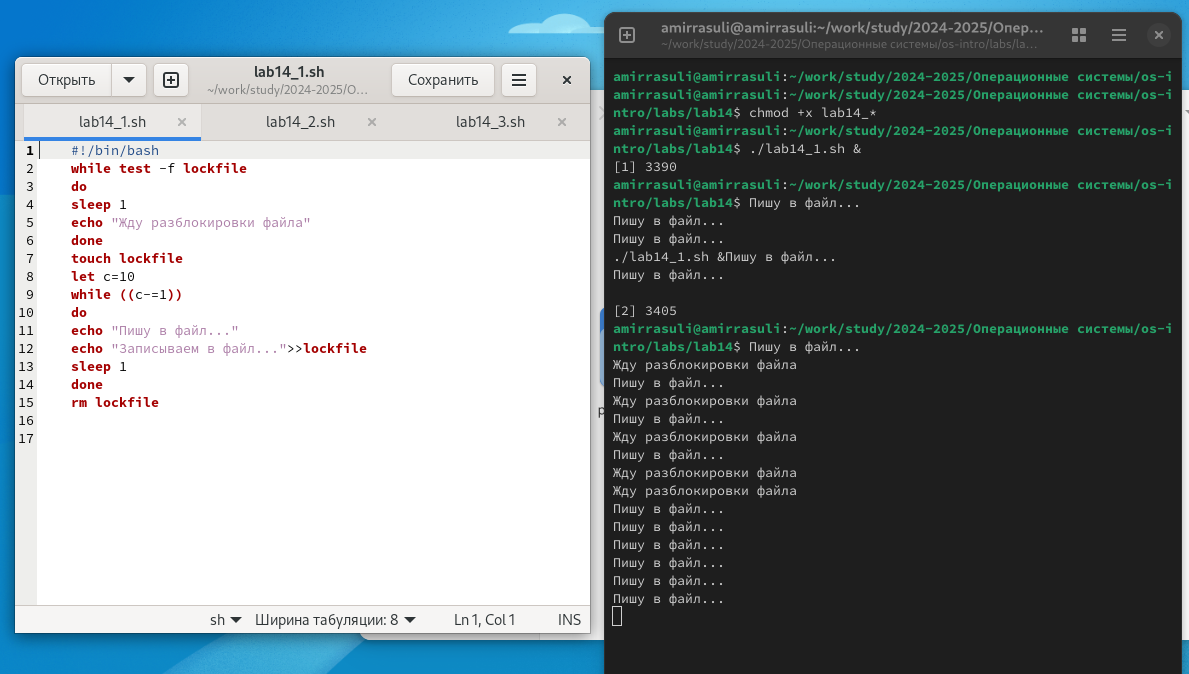 Открыть
lab14_1.sh
~/work/study/2024-2025/О...
Сохранить
lab14_1.sh
lab14_2.sh
lab14_3.sh
1 #!/bin/bash
2 while test -f lockfile
3 do
4 sleep 1
5 echo "Жду разблокировки файла"
6 done
7 touch lockfile
8 let c=10
9 while ((c-=1))
10 do
11 echo "Пишу в файл..."
12 echo "Записываем в файл...">>lockfile
13 sleep 1
14 done
15 rm lockfile
16
17
sh Ширина табуляции: 8 Ln 1, Col 1 INS
amirrasuli@amirrasuli:~/work/study/2024-2025/Опер...
~/work/study/2024-2025/Операционные системы/os-intro/labs/la...
amirrasuli@amirrasuli:~/work/study/2024-2025/Операционные системы/os-i
amirrasuli@amirrasuli:~/work/study/2024-2025/Операционные системы/os-i
ntro/labs/lab14$ chmod +x lab14_*
amirrasuli@amirrasuli:~/work/study/2024-2025/Операционные системы/os-i
ntro/labs/lab14$ ./lab14_1.sh &
[1] 3390
amirrasuli@amirrasuli:~/work/study/2024-2025/Операционные системы/os-i
ntro/labs/lab14$ Пишу в файл...
Пишу в файл...
Пишу в файл...
./lab14_1.sh &Пишу в файл...
Пишу в файл...
[2] 3405
amirrasuli@amirrasuli:~/work/study/2024-2025/Операционные системы/os-i
ntro/labs/lab14$ Пишу в файл...
Жду разблокировки файла
Пишу в файл...
Жду разблокировки файла
Пишу в файл...
Жду разблокировки файла
Пишу в файл...
Жду разблокировки файла
Жду разблокировки файла
Пишу в файл...
Пишу в файл...
Пишу в файл...
Пишу в файл...
Пишу в файл...
Пишу в файл...